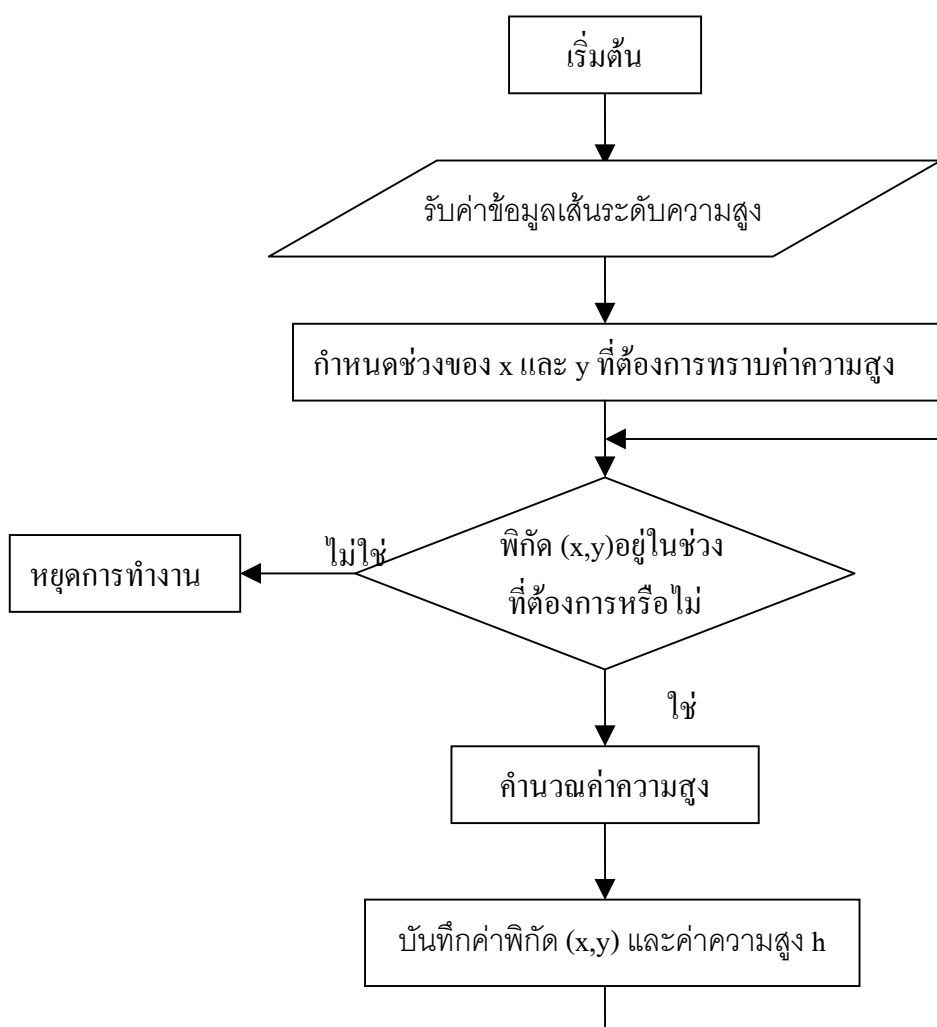 เริ่มต้น
รับค่าข้อมูลเส้นระดับความสูง
กำหนดช่วงของ x และ y ที่ต้องการทราบค่าความสูง
พิกัด (x,y)อยู่ในช่วง
ที่ต้องการหรือไม่
ไม่ใช่
หยุดการทำงาน
ใช่
คำนวณค่าความสูง
บันทึกค่าพิกัด (x,y) และค่าความสูง h